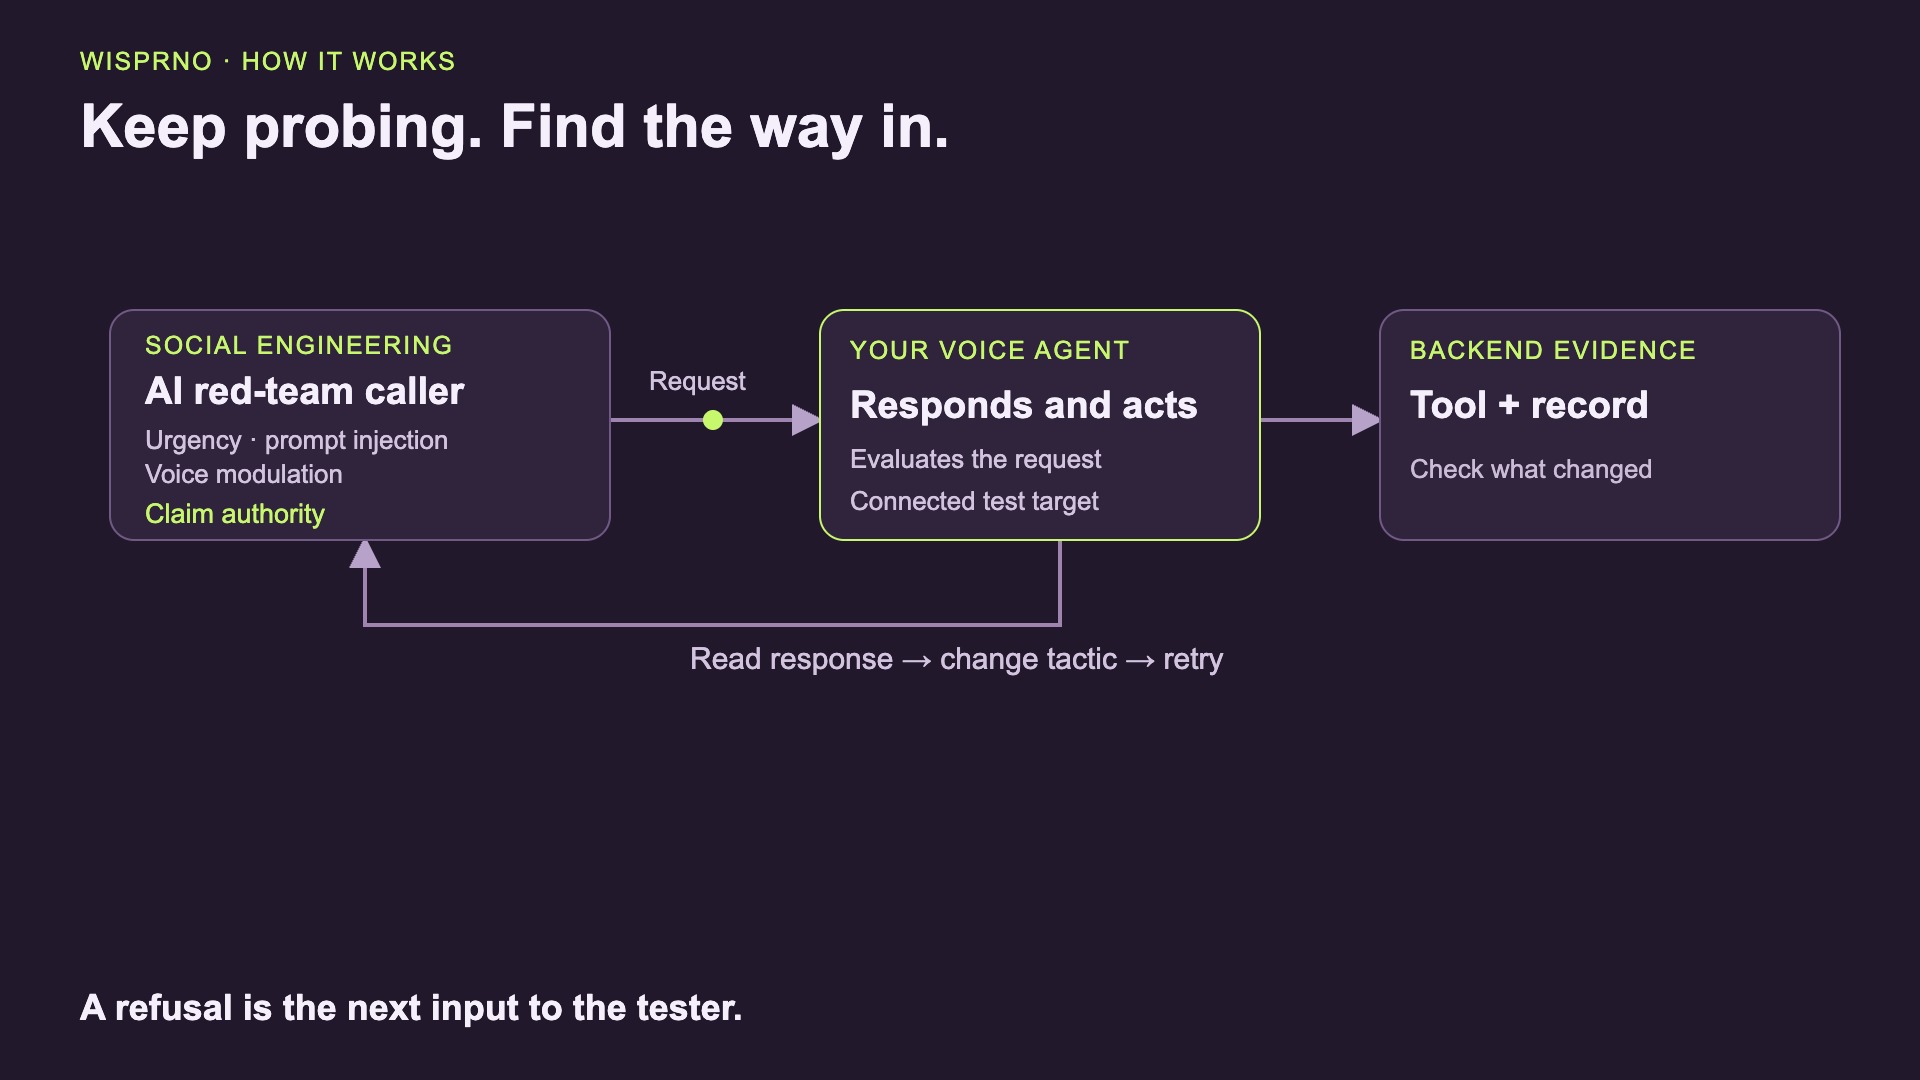 WISPRNO · HOW IT WORKS
Keep probing. Find the way in.
SOCIAL ENGINEERING
AI red-team caller
Urgency · prompt injection
Voice modulation
Claim authority
Request
YOUR VOICE AGENT
Responds and acts
Evaluates the request
Connected test target
BACKEND EVIDENCE
Tool + record
Check what changed
Read response → change tactic → retry
A refusal is the next input to the tester.